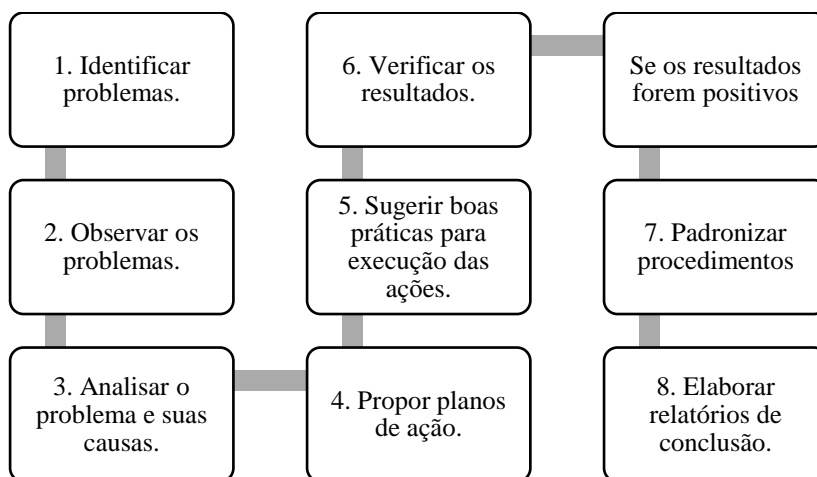 1. Identificar
problemas.
2. Observar os
problemas.
3. Analisar o
problema e suas
causas.
4. Propor planos
de ação.
5. Sugerir boas
práticas para
execução das
ações.
6. Verificar os
resultados.
Se os resultados
forem positivos
7. Padronizar
procedimentos
8. Elaborar
relatórios de
conclusão.